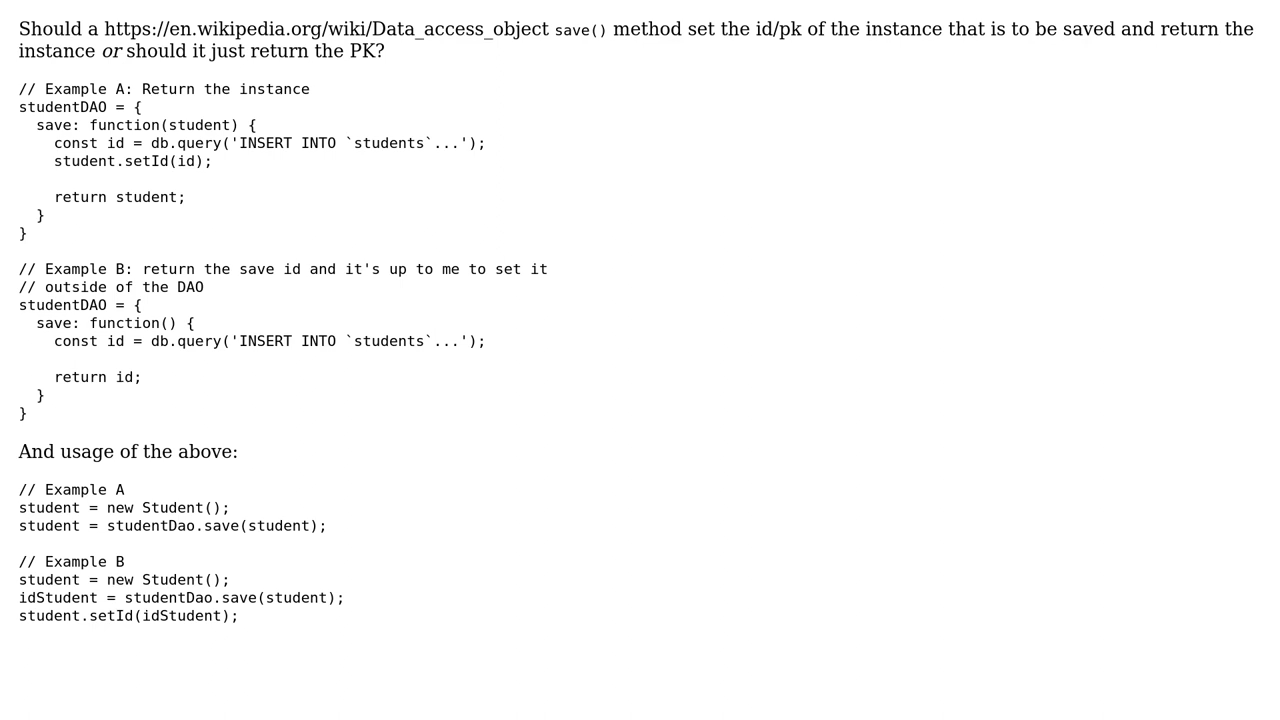 Should a https://en.wikipedia.org/wiki/Data_access_object save() method set the id/pk of the instance that is to be saved and return the
instance or should it just return the PK?
// Example A: Return the instance
studentDAO = {
  save: function(student) {
    const id = db.query('INSERT INTO `students`...');
    student.setId(id);

    return student;
  }
}

// Example B: return the save id and it's up to me to set it
// outside of the DAO
studentDAO = {
  save: function() {
    const id = db.query('INSERT INTO `students`...');

    return id;
  }
}
And usage of the above:
// Example A
student = new Student();
student = studentDao.save(student);

// Example B
student = new Student();
idStudent = studentDao.save(student);
student.setId(idStudent);